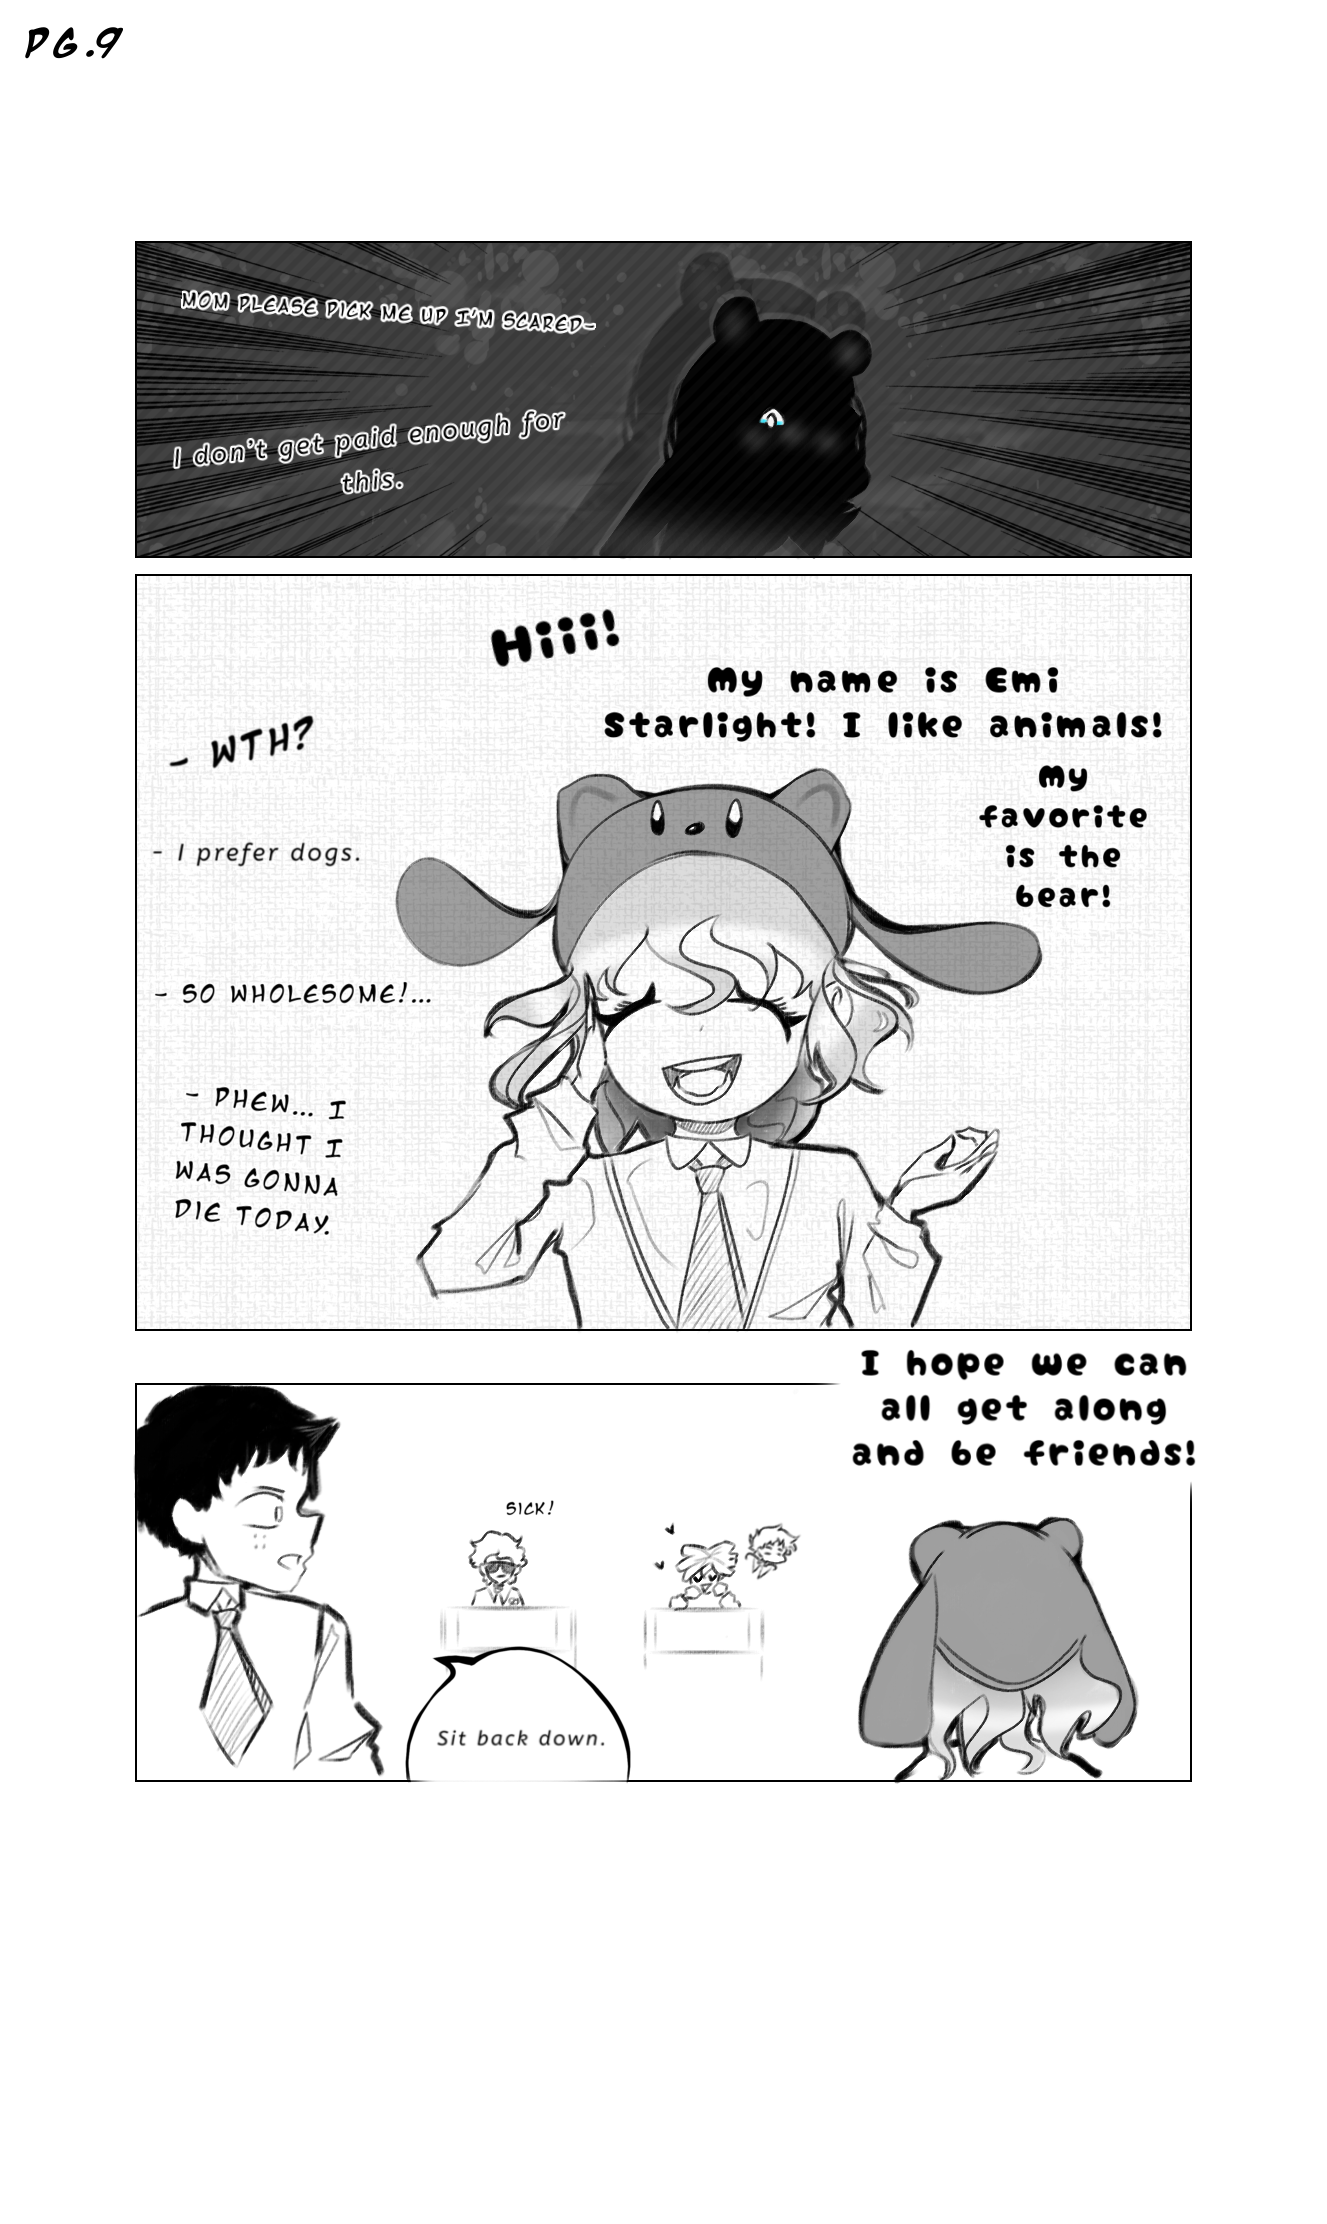 PG.9
MOM PLEASE PICK ME UP I'M SCARED-
I don't get paid enough for
this.
Hiii!
My name is Emi
Starlight! I like animals!
My
favorite
is the
bear!
- WTH?
- I prefer dogs.
- SO WHOLESOME!...
- PHEW... I
THOUGHT I
WAS GONNA
DIE TODAY.
I hope we can
all get along
and be friends!
SICK!
Sit back down.